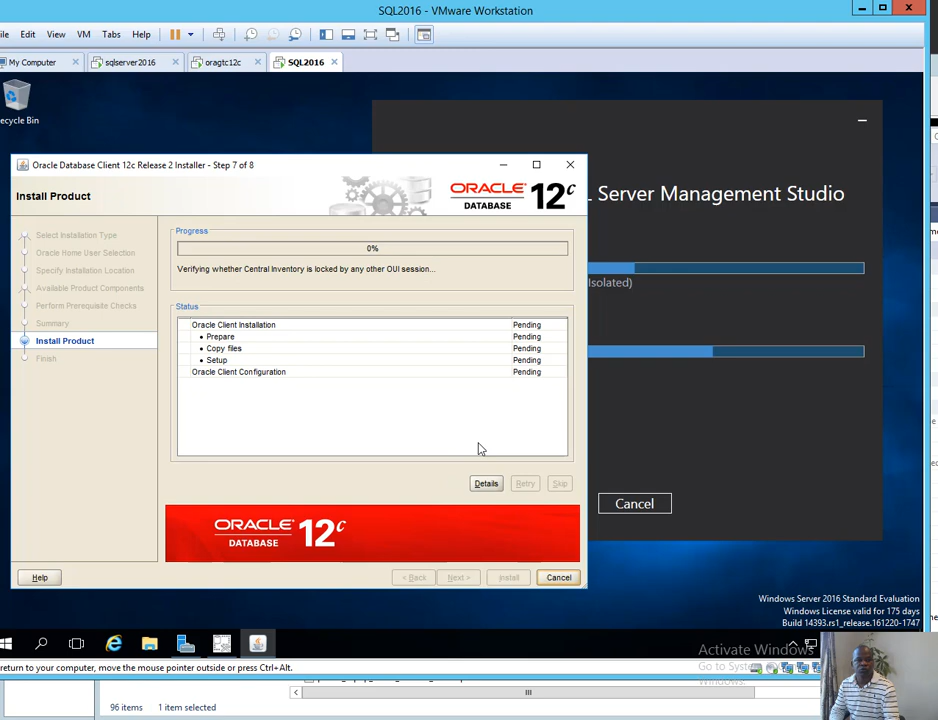 SQL2016 - VMware Workstation
ile Edit View VM Tabs Help
My Computer sqlserver2016 oragtc12c SQL2016
ecycle Bin
Oracle Database Client 12c Release 2 Installer - Step 7 of 8
Install Product
ORACLE DATABASE 12c
L Server Management Studio
Select Installation Type
Oracle Home User Selection
Specify Installation Location
Available Product Components
Perform Prerequisite Checks
Summary
Install Product
Finish
Progress
0%
Verifying whether Central Inventory is locked by any other OUI session...
Isolated)
Status
Oracle Client Installation Pending
• Prepare Pending
• Copy files Pending
• Setup Pending
Oracle Client Configuration Pending
Details Retry Skip
Cancel
ORACLE DATABASE 12c
Help < Back Next > Install Cancel
Windows Server 2016 Standard Evaluation
Windows License valid for 175 days
Build 14393.rs1_release.161220-1747
Activate Windows
Go to System
Windows.
return to your computer, move the mouse pointer outside or press Ctrl+Alt.
96 items 1 item selected